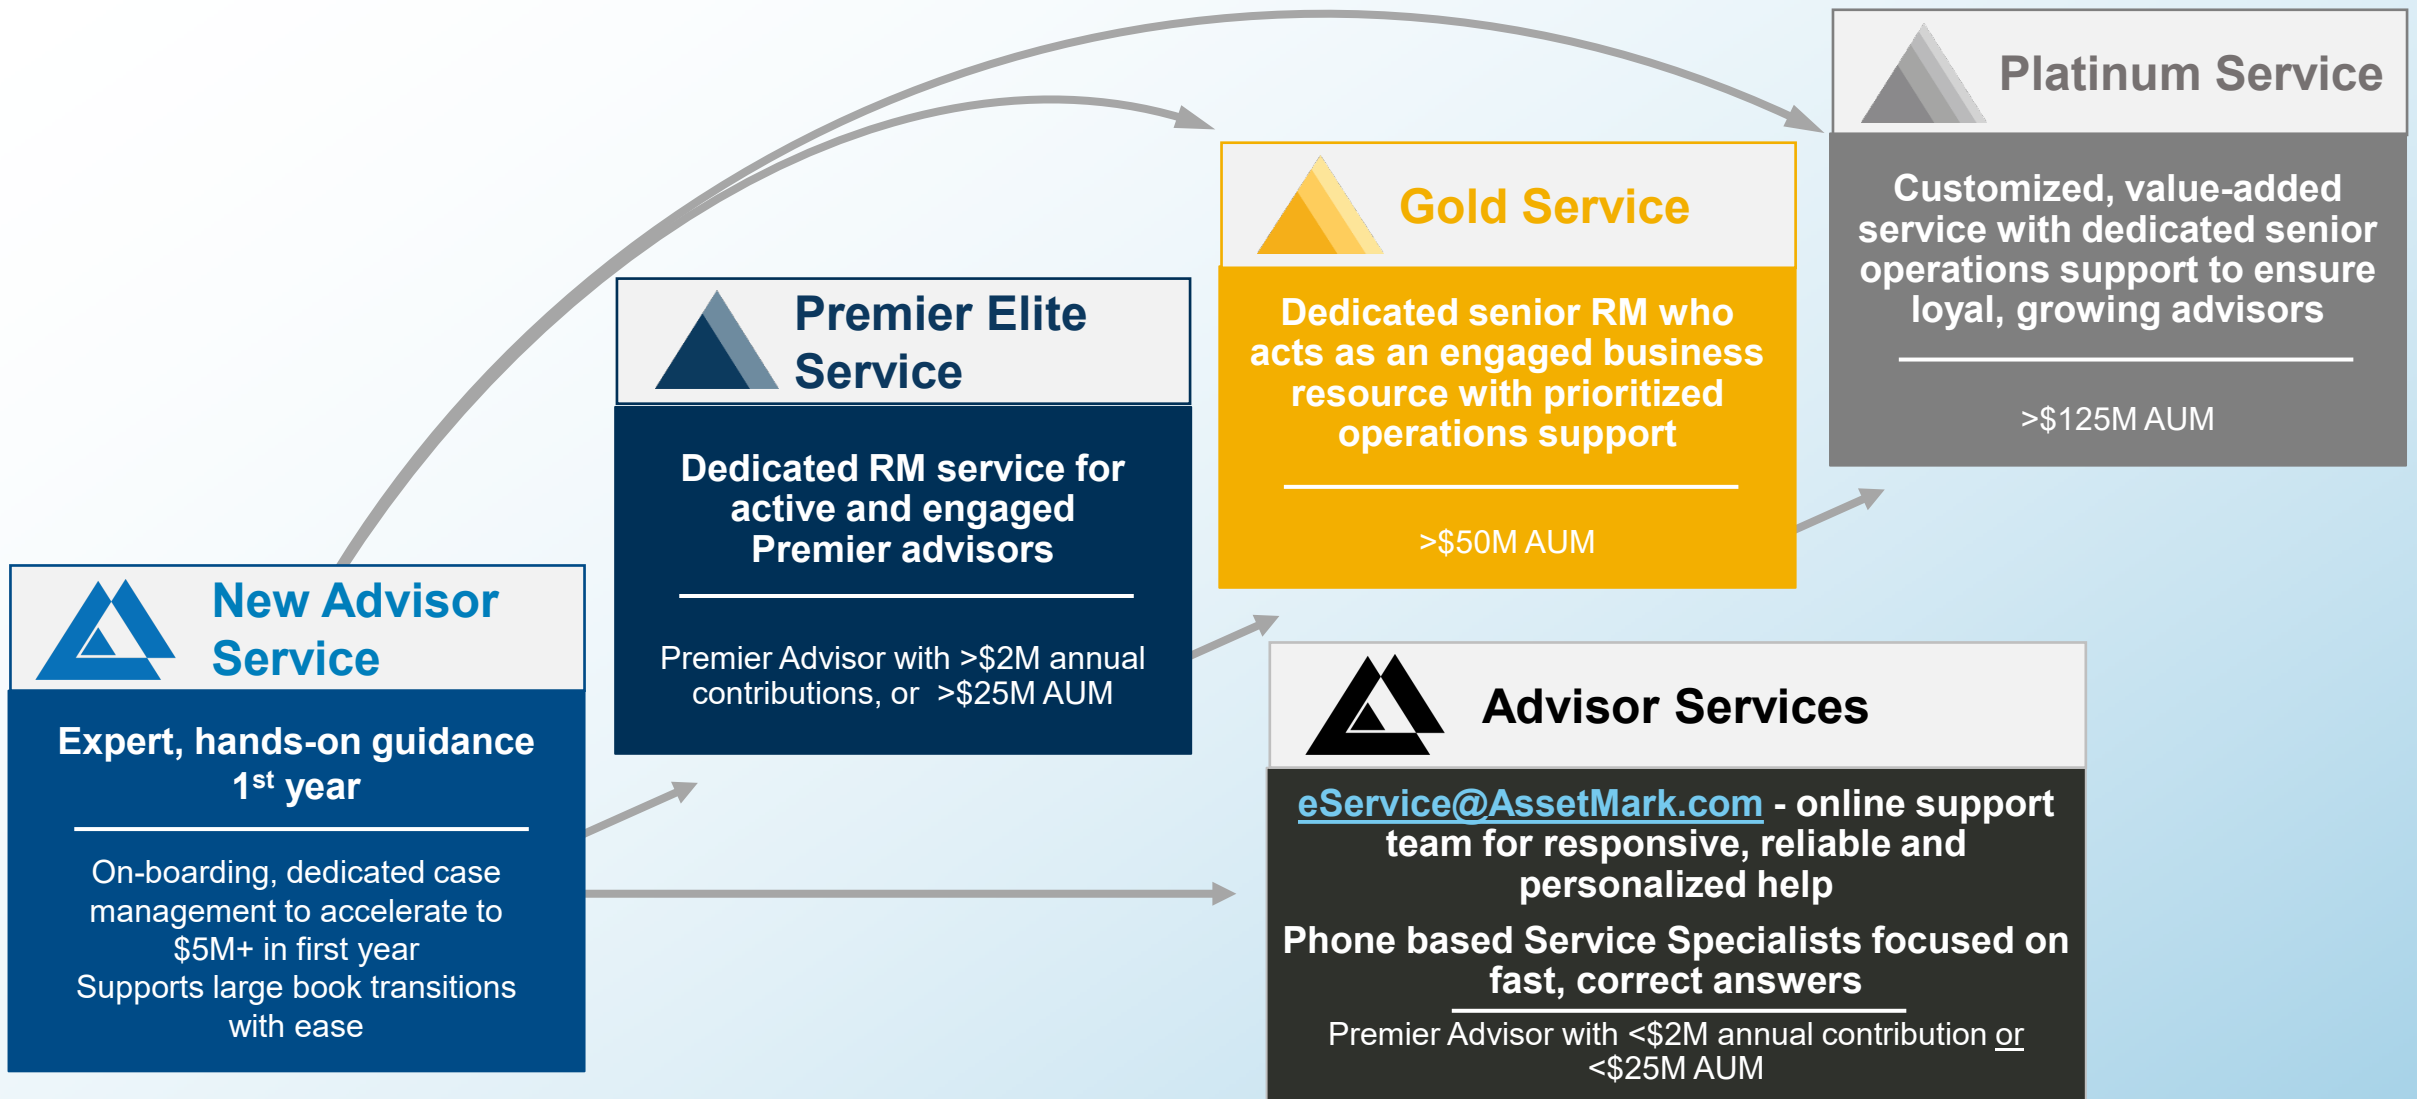 Platinum Service
Customized, value-added
service with dedicated senior
operations support to ensure
loyal, growing advisors
>$125M AUM
Gold Service
Dedicated senior RM who
acts as an engaged business
resource with prioritized
operations support
>$50M AUM
Premier Elite
Service
Dedicated RM service for
active and engaged
Premier advisors
Premier Advisor with >$2M annual
contributions, or >$25M AUM
New Advisor
Service
Expert, hands-on guidance
1st year
On-boarding, dedicated case
management to accelerate to
$5M+ in first year
Supports large book transitions
with ease
Advisor Services
eService@AssetMark.com - online support
team for responsive, reliable and
personalized help
Phone based Service Specialists focused on
fast, correct answers
Premier Advisor with <$2M annual contribution or
<$25M AUM